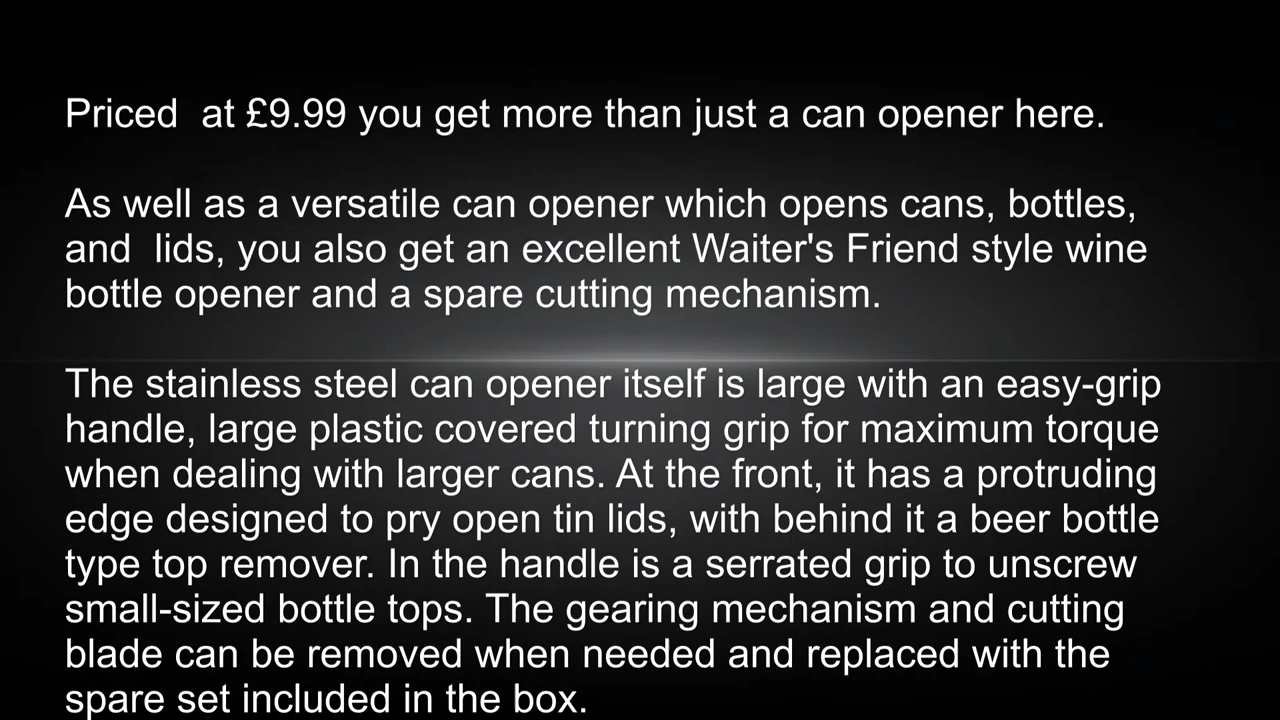 Priced  at £9.99 you get more than just a can opener here.
As well as a versatile can opener which opens cans, bottles,
and  lids, you also get an excellent Waiter's Friend style wine
bottle opener and a spare cutting mechanism.
The stainless steel can opener itself is large with an easy-grip
handle, large plastic covered turning grip for maximum torque
when dealing with larger cans. At the front, it has a protruding
edge designed to pry open tin lids, with behind it a beer bottle
type top remover. In the handle is a serrated grip to unscrew
small-sized bottle tops. The gearing mechanism and cutting
blade can be removed when needed and replaced with the
spare set included in the box.